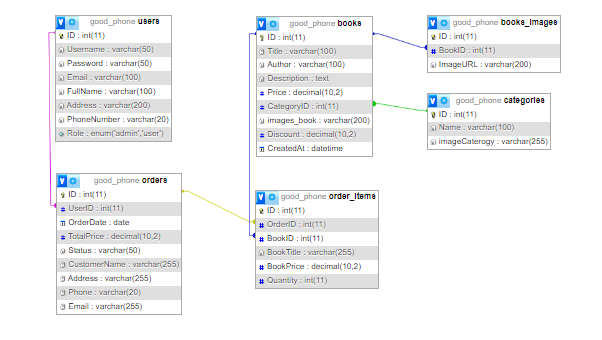 good_phone users
ID : int(11)
Username : varchar(50)
Password : varchar(50)
Email : varchar(100)
FullName : varchar(100)
Address : varchar(200)
PhoneNumber : varchar(20)
Role : enum('admin','user')
good_phone books
ID : int(11)
Title : varchar(100)
Author : varchar(100)
Description : text
Price : decimal(10,2)
CategoryID : int(11)
images_book : varchar(200)
Discount : decimal(10,2)
CreatedAt : datetime
good_phone books_images
ID : int(11)
BookID : int(11)
ImageURL : varchar(200)
good_phone categories
ID : int(11)
Name : varchar(100)
imageCaterogy : varchar(255)
good_phone orders
ID : int(11)
UserID : int(11)
OrderDate : date
TotalPrice : decimal(10,2)
Status : varchar(50)
CustomerName : varchar(255)
Address : varchar(255)
Phone : varchar(20)
Email : varchar(255)
good_phone order_items
ID : int(11)
OrderID : int(11)
BookID : int(11)
BookTitle : varchar(255)
BookPrice : decimal(10,2)
Quantity : int(11)